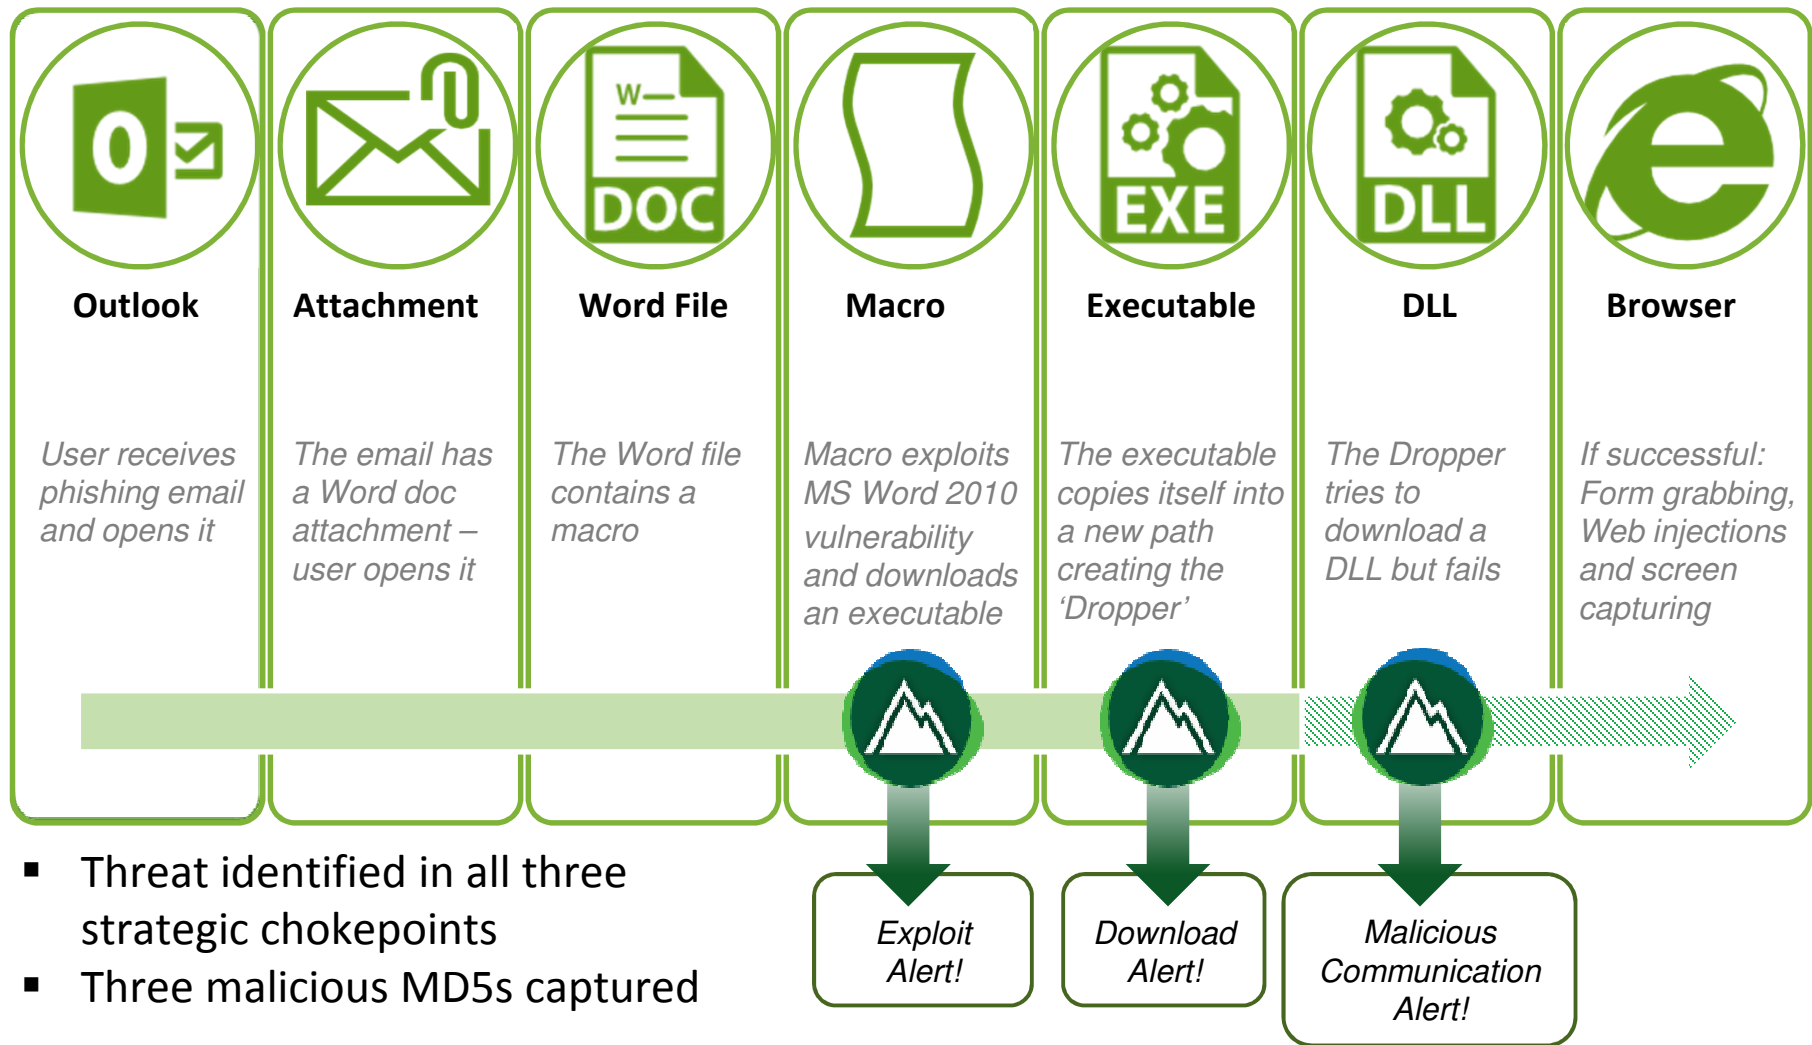 O
W
DOC
EXE
DLL
Outlook
Attachment
Word File
Macro
Executable
DLL
Browser
User receives
phishing email
and opens it
The email has
a Word doc
attachment –
user opens it
The Word file
contains a
macro
Macro exploits
MS Word 2010
vulnerability
and downloads
an executable
The executable
copies itself into
a new path
creating the
‘Dropper’
The Dropper
tries to
download a
DLL but fails
If successful:
Form grabbing,
Web injections
and screen
capturing
▪ Threat identified in all three
strategic chokepoints
▪ Three malicious MD5s captured
Exploit
Alert!
Download
Alert!
Malicious
Communication
Alert!